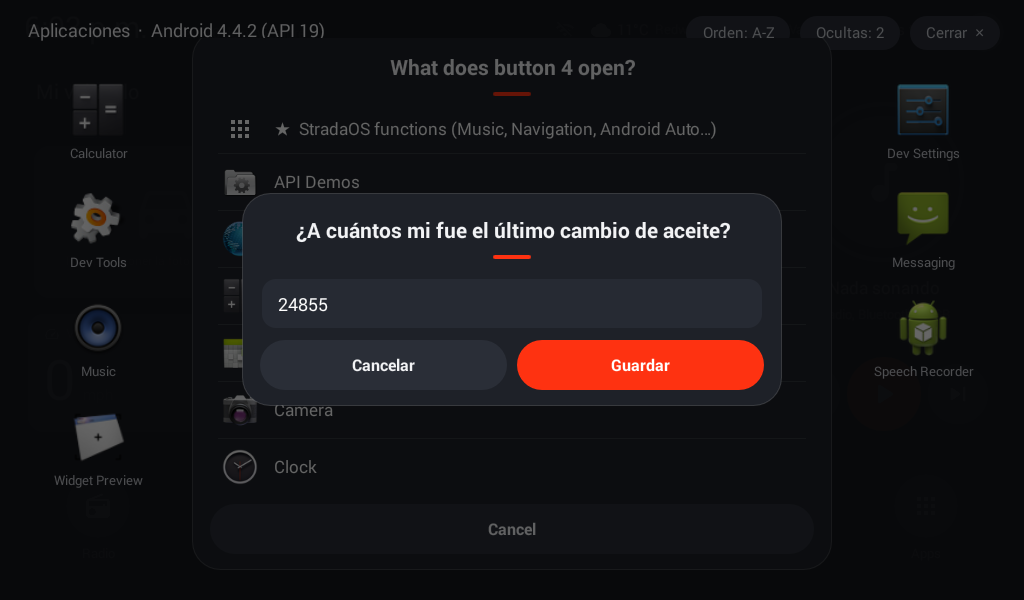 Aplicaciones · Android 4.4.2 (API 19)
Orden: A-Z
Ocultas: 2
Cerrar ×
What does button 4 open?
★ StradaOS functions (Music, Navigation, Android Auto…)
Calculator
Dev Settings
API Demos
¿A cuántos mi fue el último cambio de aceite?
Dev Tools
Messaging
24855
Cancelar
Guardar
Music
Speech Recorder
Camera
Clock
Widget Preview
Cancel